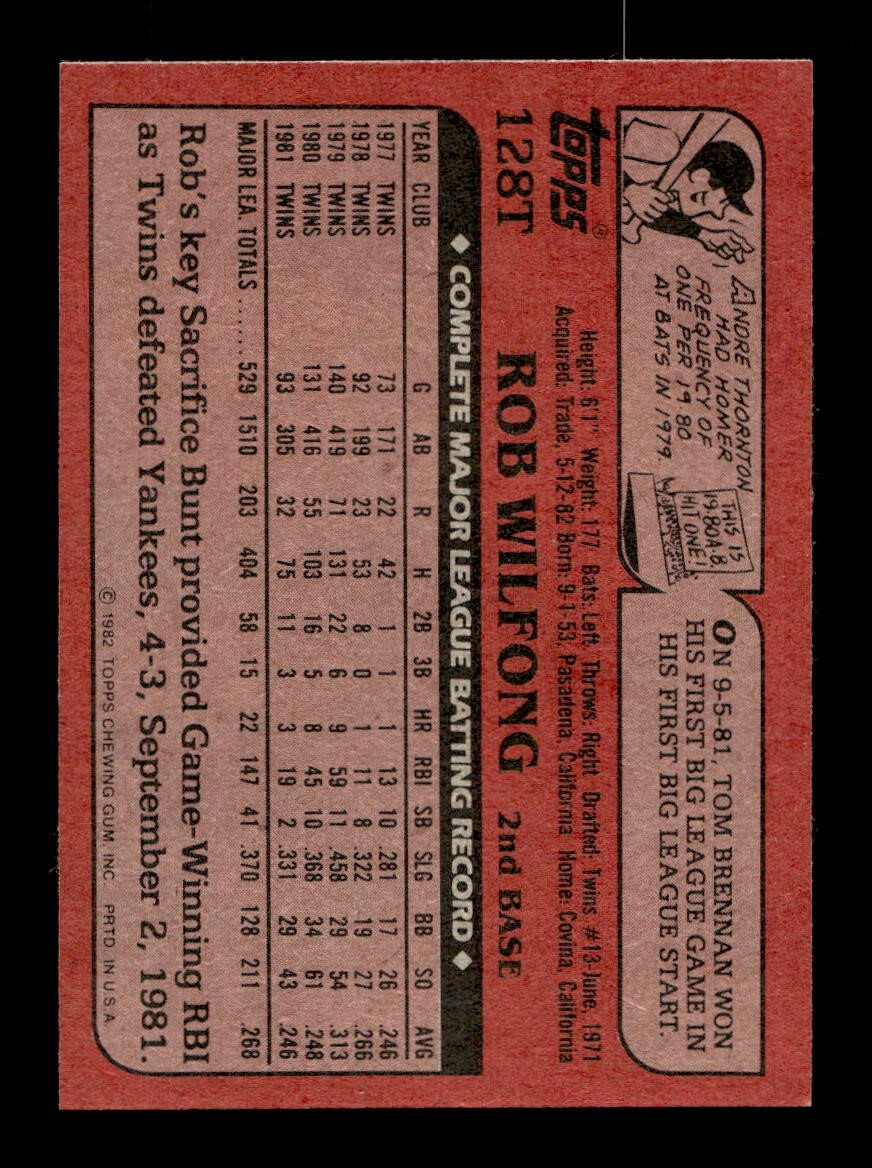 ANDRE THORNTON
HAD HOMER
FREQUENCY OF
ONE PER 19.80
AT BATS IN 1979.
THIS IS
19.80 A.B.
HIT ONE!
ON 9-5-81, TOM BRENNAN WON
HIS FIRST BIG LEAGUE GAME IN
HIS FIRST BIG LEAGUE START.
topps®
128T
Height: 6'1" Weight: 177 Bats: Left Throws: Right Drafted: Twins #13-June, 1971
Acquired: Trade, 5-12-82 Born: 9-1-53, Pasadena, California Home: Covina, California
ROB WILFONG 2nd BASE
◆ COMPLETE MAJOR LEAGUE BATTING RECORD ◆
YEAR CLUB G AB R H 2B 3B HR RBI SB SLG BB SO AVG
1977 TWINS 73 171 22 42 1 1 1 13 10 .281 17 26 .246
1978 TWINS 92 199 23 53 8 0 1 11 8 .322 19 27 .266
1979 TWINS 140 419 71 131 22 6 9 59 11 .458 29 54 .313
1980 TWINS 131 416 55 103 16 5 8 45 10 .368 34 61 .248
1981 TWINS 93 305 32 75 11 3 3 19 2 .331 29 43 .246
MAJOR LEA. TOTALS ...... 529 1510 203 404 58 15 22 147 41 .370 128 211 .268
Rob's key Sacrifice Bunt provided Game-Winning RBI
as Twins defeated Yankees, 4-3, September 2, 1981.
© 1982 TOPPS CHEWING GUM, INC. PRTD. IN U.S.A.